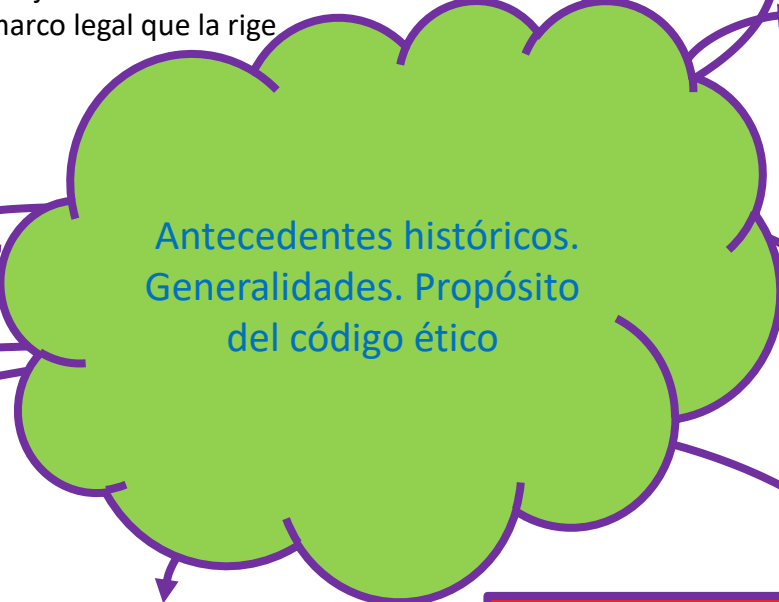 marco legal que la rige
Antecedentes históricos.
Generalidades. Propósito
del código ético